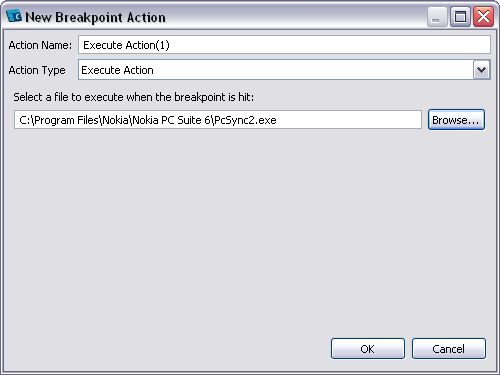 New Breakpoint Action
Action Name: Execute Action(1)
Action Type Execute Action
Select a file to execute when the breakpoint is hit:
C:\Program Files\Nokia\Nokia PC Suite 6\PcSync2.exe Browse...
OK Cancel